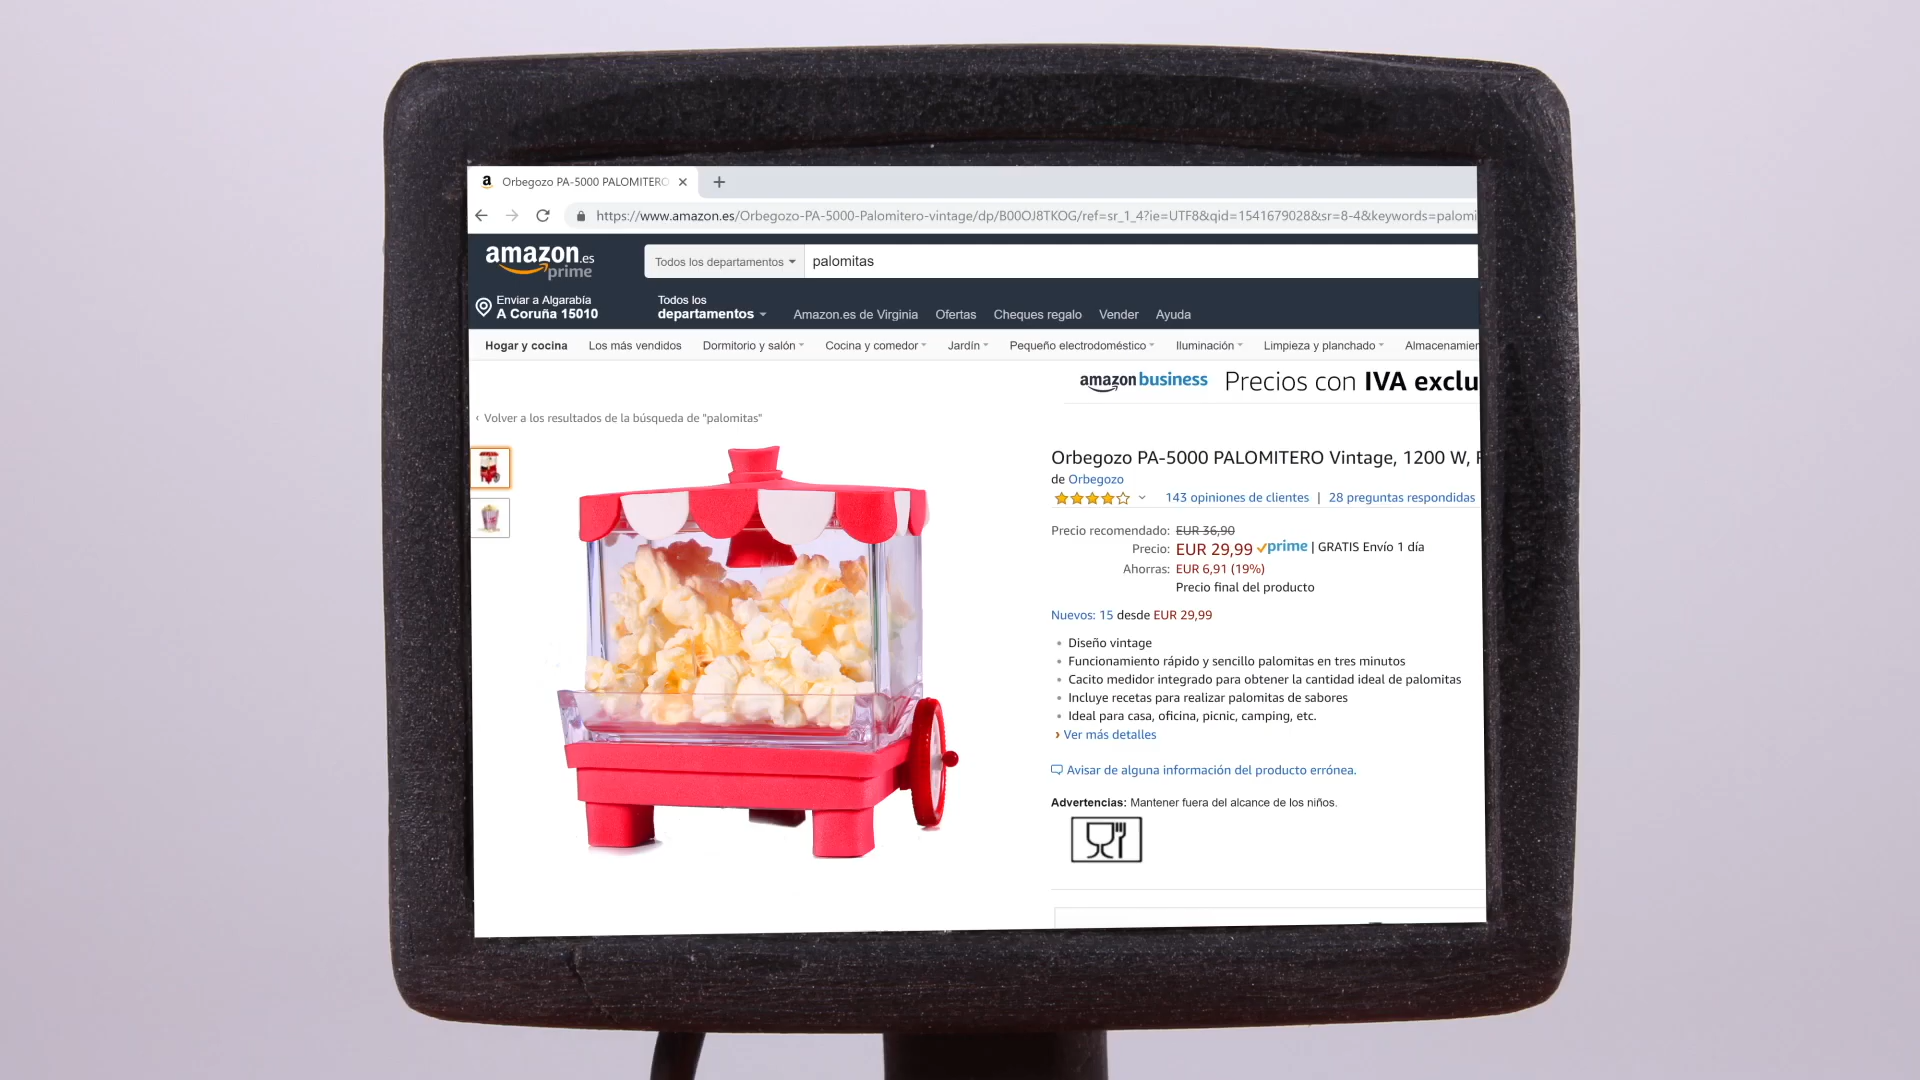 Orbegozo PA-5000 PALOMITERO
https://www.amazon.es/Orbegozo-PA-5000-Palomitero-vintage/dp/B00OJ8TKOG/ref=sr_1_4?ie=UTF8&qid=1541679028&sr=8-4&keywords=palomi
amazon.es
prime
Todos los departamentos
palomitas
Enviar a Algarabía
A Coruña 15010
Todos los
departamentos
Amazon.es de Virginia Ofertas Cheques regalo Vender Ayuda
Hogar y cocina Los más vendidos Dormitorio y salón Cocina y comedor Jardín Pequeño electrodoméstico Iluminación Limpieza y planchado Almacenamien
amazon business Precios con IVA exclu
‹ Volver a los resultados de la búsqueda de "palomitas"
Orbegozo PA-5000 PALOMITERO Vintage, 1200 W,
de Orbegozo
143 opiniones de clientes | 28 preguntas respondidas
Precio recomendado: EUR 36,90
Precio: EUR 29,99 prime | GRATIS Envío 1 día
Ahorras: EUR 6,91 (19%)
Precio final del producto
Nuevos: 15 desde EUR 29,99
• Diseño vintage
• Funcionamiento rápido y sencillo palomitas en tres minutos
• Cacito medidor integrado para obtener la cantidad ideal de palomitas
• Incluye recetas para realizar palomitas de sabores
• Ideal para casa, oficina, picnic, camping, etc.
› Ver más detalles
Avisar de alguna información del producto errónea.
Advertencias: Mantener fuera del alcance de los niños.